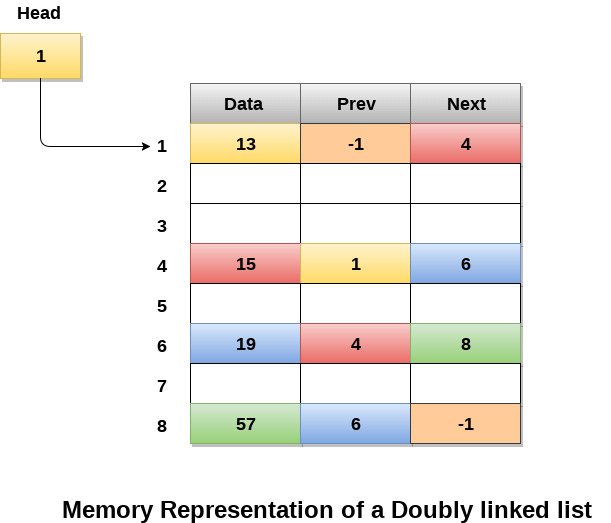 Head
1
Data Prev Next
1 13 -1 4
2
3
4 15 1 6
5
6 19 4 8
7
8 57 6 -1
Memory Representation of a Doubly linked list